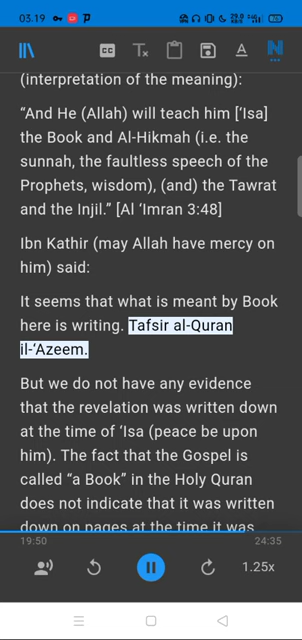 03.19
(interpretation of the meaning):
“And He (Allah) will teach him [‘Isa]
the Book and Al-Hikmah (i.e. the
sunnah, the faultless speech of the
Prophets, wisdom), (and) the Tawrat
and the Injil.” [Al ‘Imran 3:48]
Ibn Kathir (may Allah have mercy on
him) said:
It seems that what is meant by Book
here is writing. Tafsir al-Quran
il-‘Azeem.
But we do not have any evidence
that the revelation was written down
at the time of ‘Isa (peace be upon
him). The fact that the Gospel is
called “a Book” in the Holy Quran
does not indicate that it was written
down on pages at the time it was
19:50 24:35
1.25x